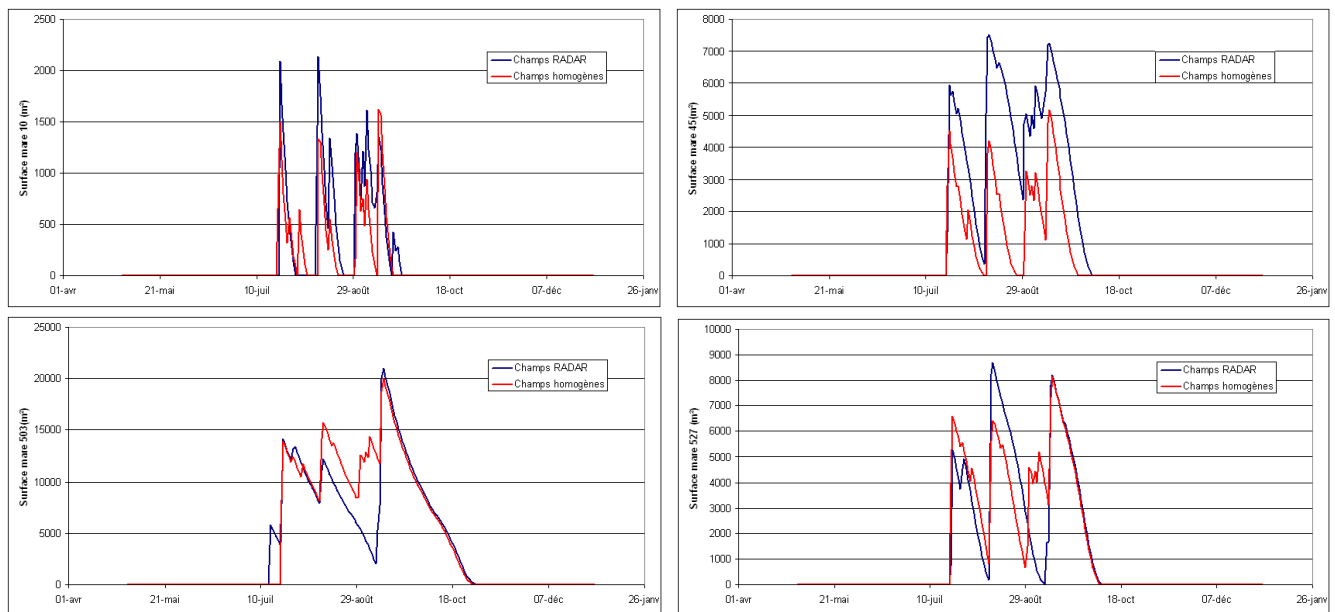 2500
2000
1500
1000
500
0
Surface mare 10 (m²)
Champs RADAR
Champs homogènes
01-avr
21-mai
10-juil
29-août
18-oct
07-déc
26-janv
8000
7000
6000
5000
4000
3000
2000
1000
0
Surface mare 45(m²)
Champs RADAR
Champs homogènes
01-avr
21-mai
10-juil
29-août
18-oct
07-déc
26-janv
25000
20000
15000
10000
5000
0
Surface mare 503(m²)
Champs RADAR
Champs homogènes
01-avr
21-mai
10-juil
29-août
18-oct
07-déc
26-janv
10000
9000
8000
7000
6000
5000
4000
3000
2000
1000
0
Surface mare 527 (m²)
Champs RADAR
Champs homogènes
01-avr
21-mai
10-juil
29-août
18-oct
07-déc
26-janv